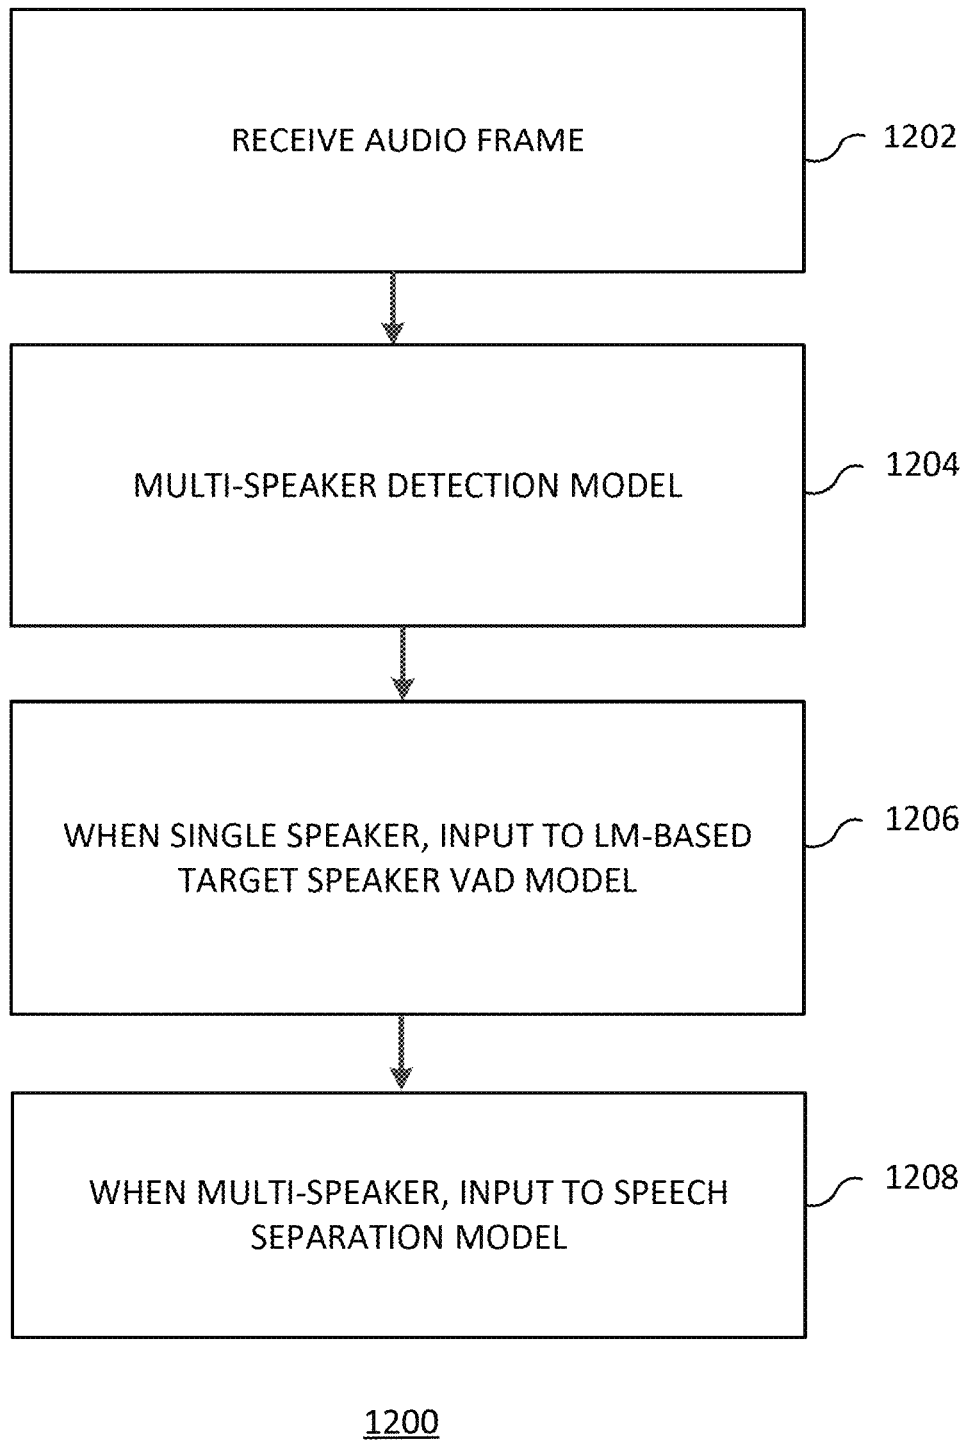 RECEIVE AUDIO FRAME
1202
MULTI-SPEAKER DETECTION MODEL
1204
WHEN SINGLE SPEAKER, INPUT TO LM-BASED
TARGET SPEAKER VAD MODEL
1206
WHEN MULTI-SPEAKER, INPUT TO SPEECH
SEPARATION MODEL
1208
1200